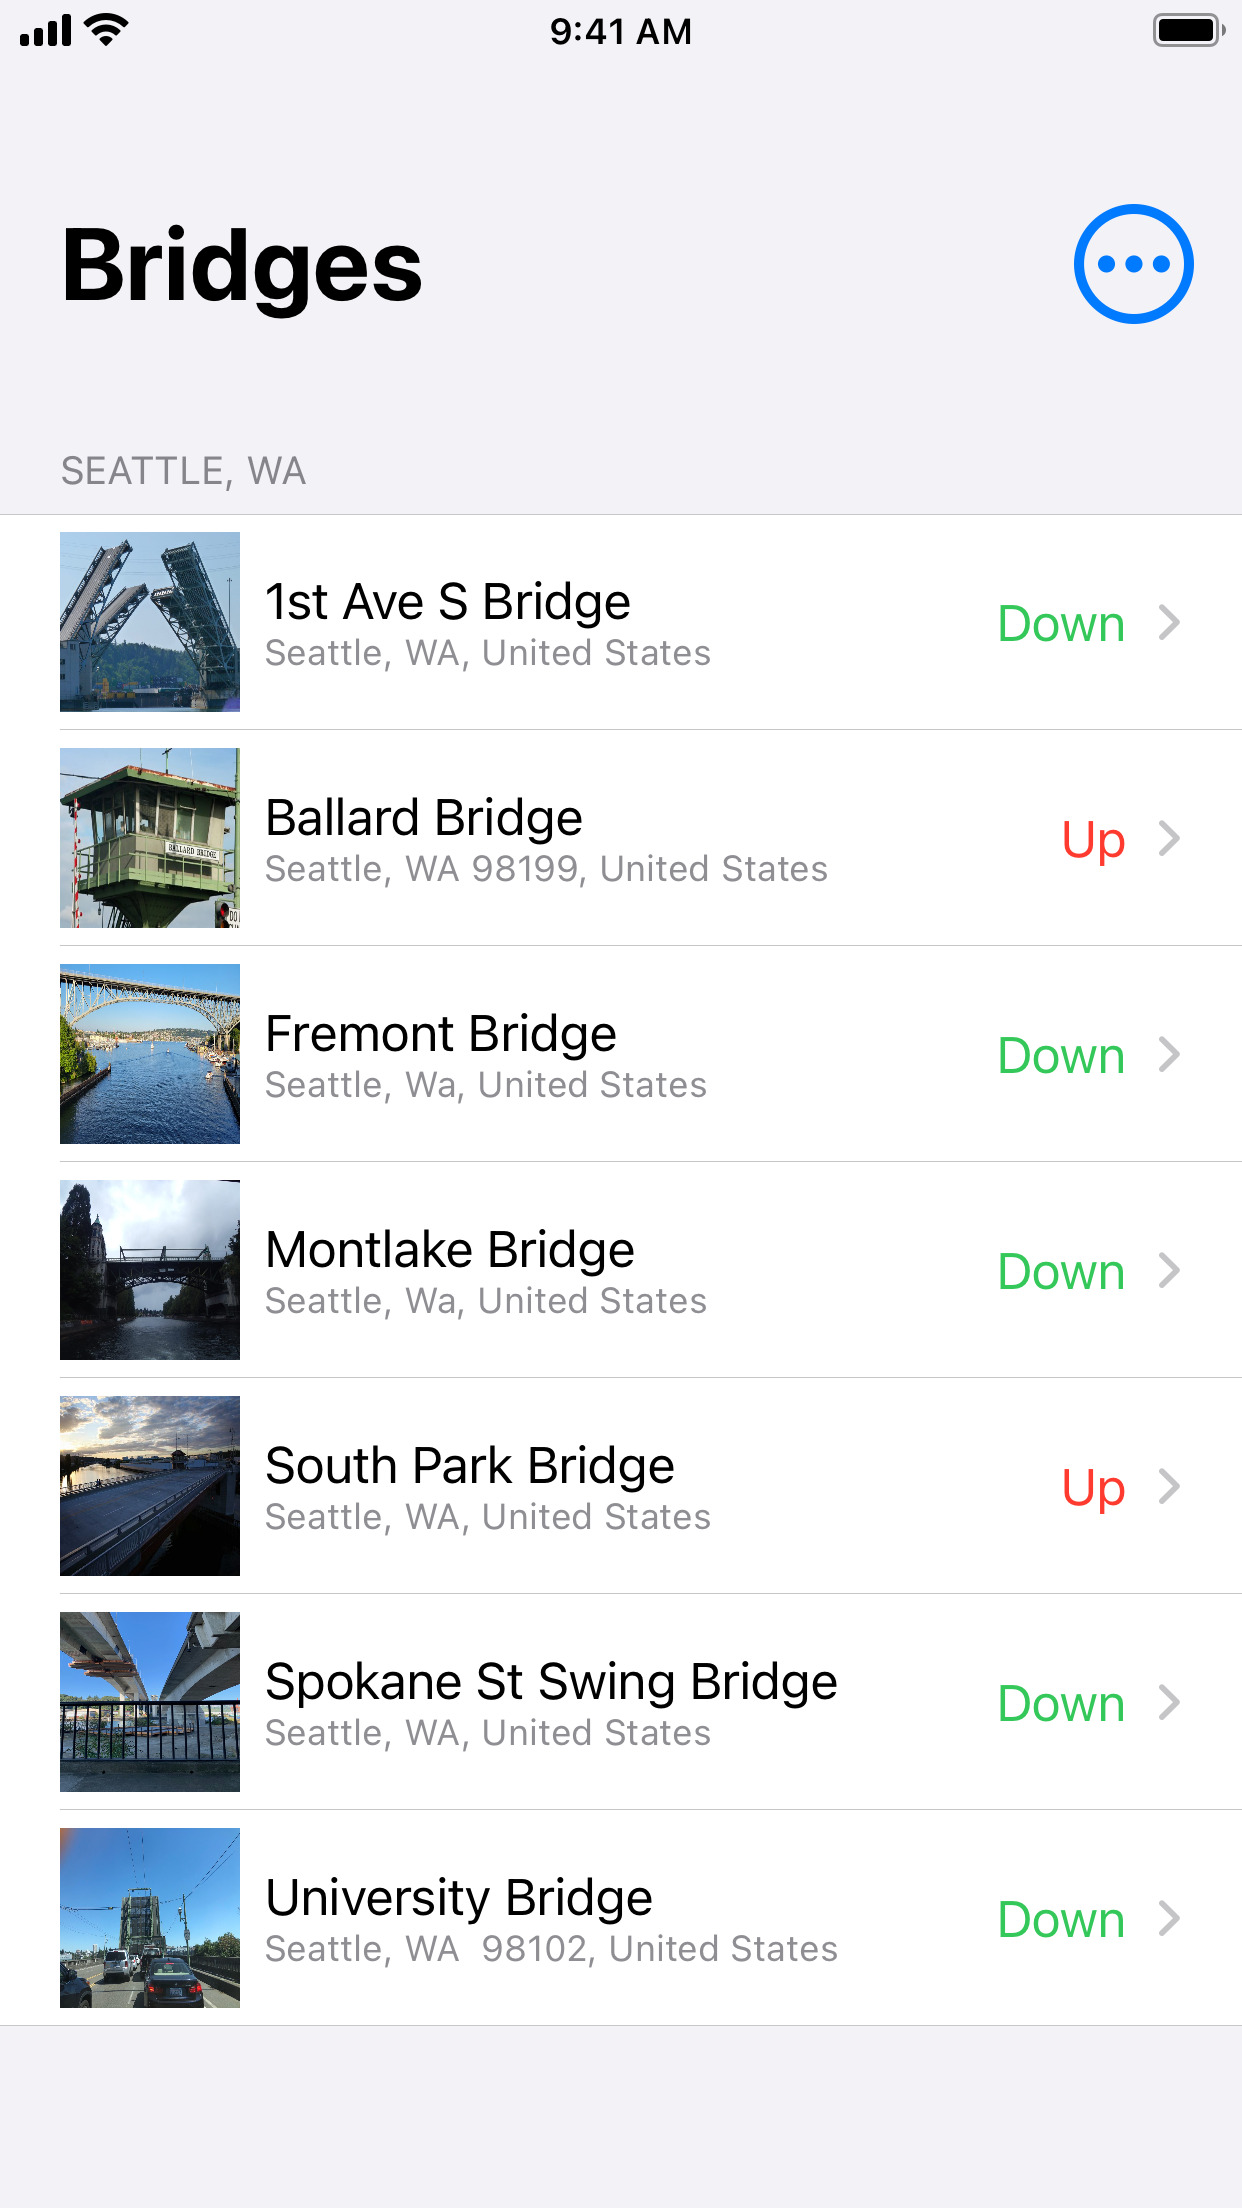 9:41 AM
Bridges
SEATTLE, WA
1st Ave S Bridge
Seattle, WA, United States
Down
BALLARD BRIDGE
DO
Ballard Bridge
Seattle, WA 98199, United States
Up
Fremont Bridge
Seattle, Wa, United States
Down
Montlake Bridge
Seattle, Wa, United States
Down
South Park Bridge
Seattle, WA, United States
Up
Spokane St Swing Bridge
Seattle, WA, United States
Down
University Bridge
Seattle, WA  98102, United States
Down